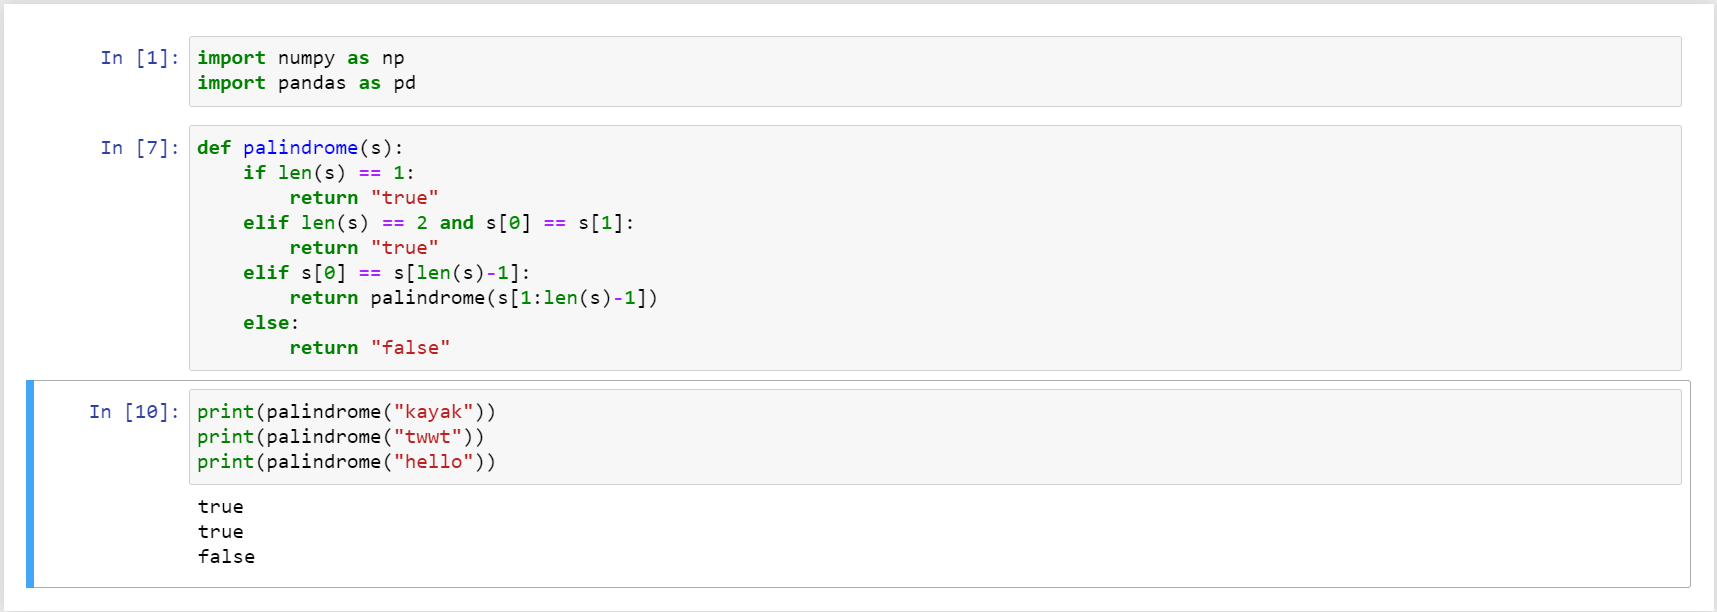 In [1]: import numpy as np
import pandas as pd
In [7]: def palindrome(s):
    if len(s) == 1:
        return "true"
    elif len(s) == 2 and s[0] == s[1]:
        return "true"
    elif s[0] == s[len(s)-1]:
        return palindrome(s[1:len(s)-1])
    else:
        return "false"
In [10]: print(palindrome("kayak"))
print(palindrome("twwt"))
print(palindrome("hello"))
true
true
false